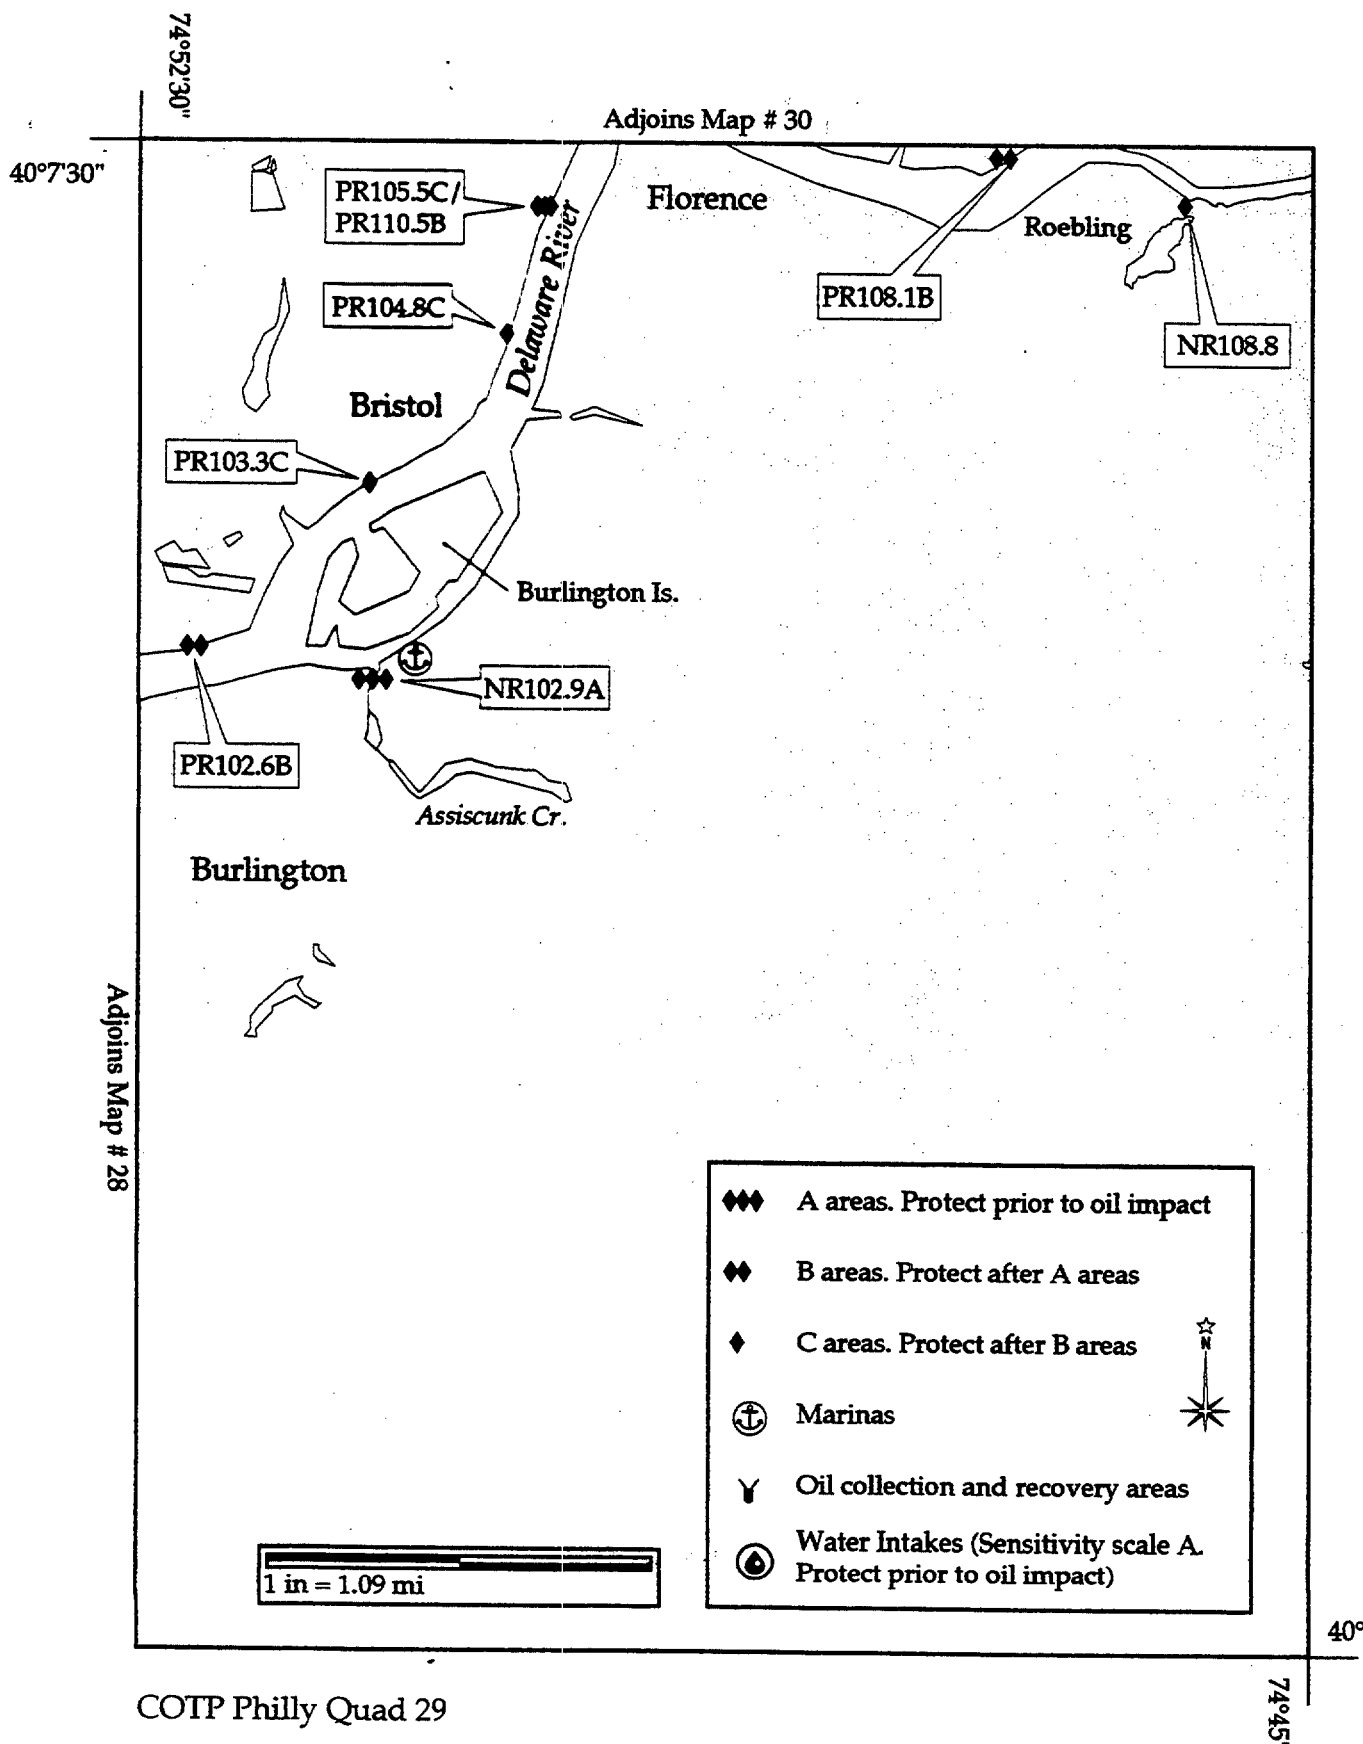 74°52'30"
Adjoins Map # 30
40°7'30"
PR105.5C/
PR110.5B
Florence
Delaware River
Roebling
PR108.1B
PR104.8C
NR108.8
Bristol
PR103.3C
Burlington Is.
NR102.9A
PR102.6B
Assiscunk Cr.
Burlington
Adjoins Map # 28
A areas. Protect prior to oil impact
B areas. Protect after A areas
C areas. Protect after B areas
N
Marinas
Oil collection and recovery areas
Water Intakes (Sensitivity scale A.
Protect prior to oil impact)
1 in = 1.09 mi
40°
74°45'
COTP Philly Quad 29